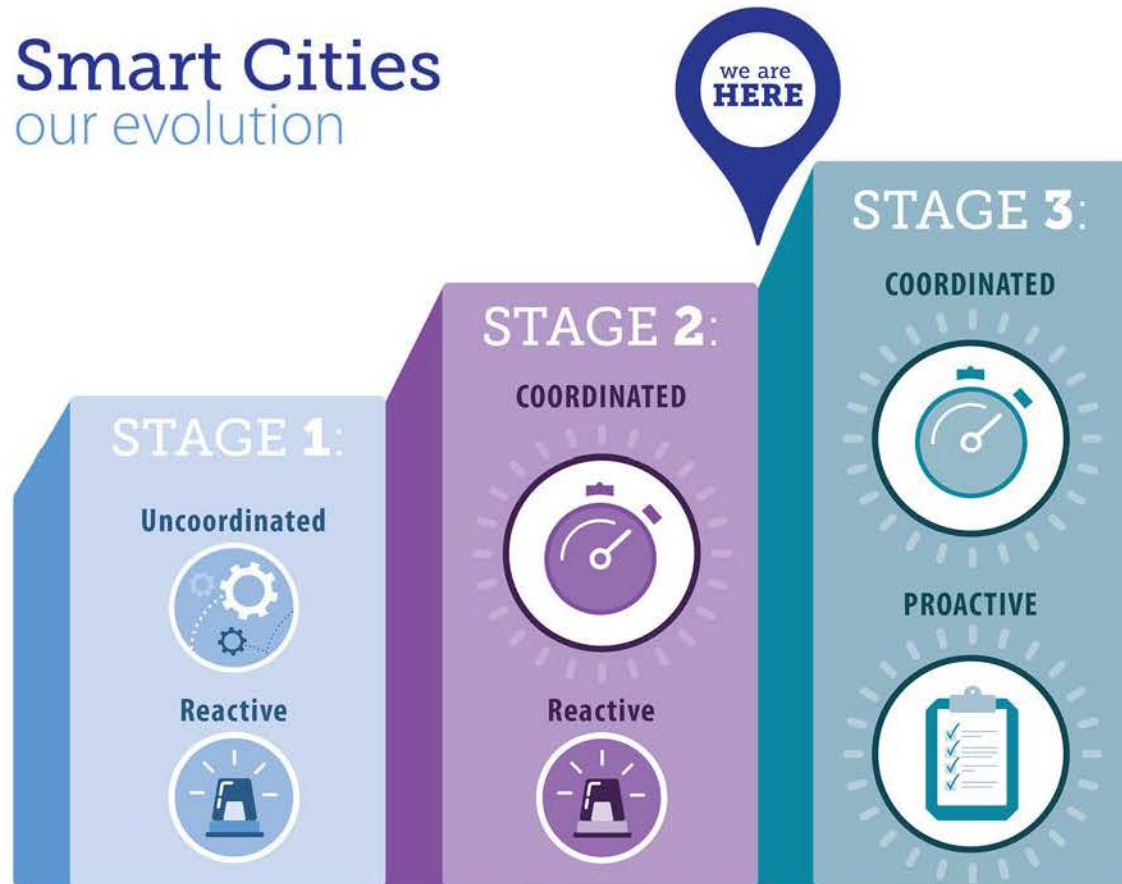 Smart Cities
our evolution
we are
HERE
STAGE 1:
Uncoordinated
Reactive
STAGE 2:
COORDINATED
Reactive
STAGE 3:
COORDINATED
PROACTIVE